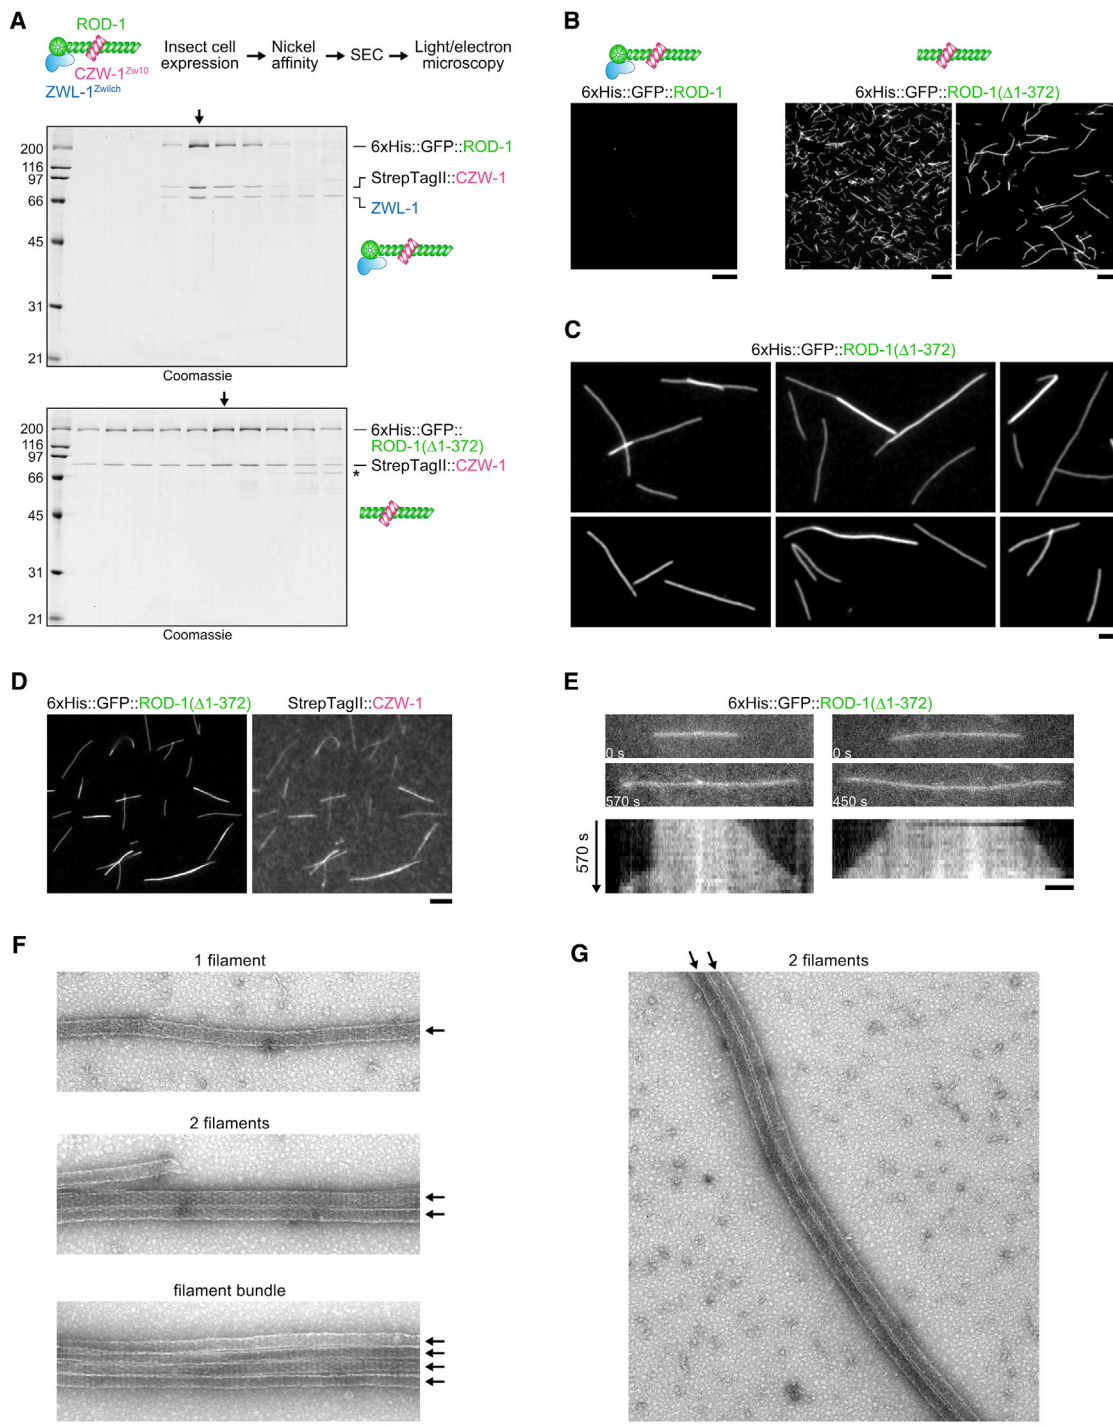 A
ROD-1
CZW-1Zw10
ZWL-1Zwilch
Insect cell
expression
Nickel
affinity
SEC
Light/electron
microscopy
200
116
97
66
45
31
21
6xHis::GFP::ROD-1
StrepTagII::CZW-1
ZWL-1
Coomassie
200
116
97
66
45
31
21
6xHis::GFP::
ROD-1(Δ1-372)
StrepTagII::CZW-1
*
Coomassie
B
6xHis::GFP::ROD-1
6xHis::GFP::ROD-1(Δ1-372)
C
6xHis::GFP::ROD-1(Δ1-372)
D
6xHis::GFP::ROD-1(Δ1-372)
StrepTagII::CZW-1
E
6xHis::GFP::ROD-1(Δ1-372)
0 s
0 s
570 s
450 s
570 s
F
1 filament
2 filaments
filament bundle
G
2 filaments